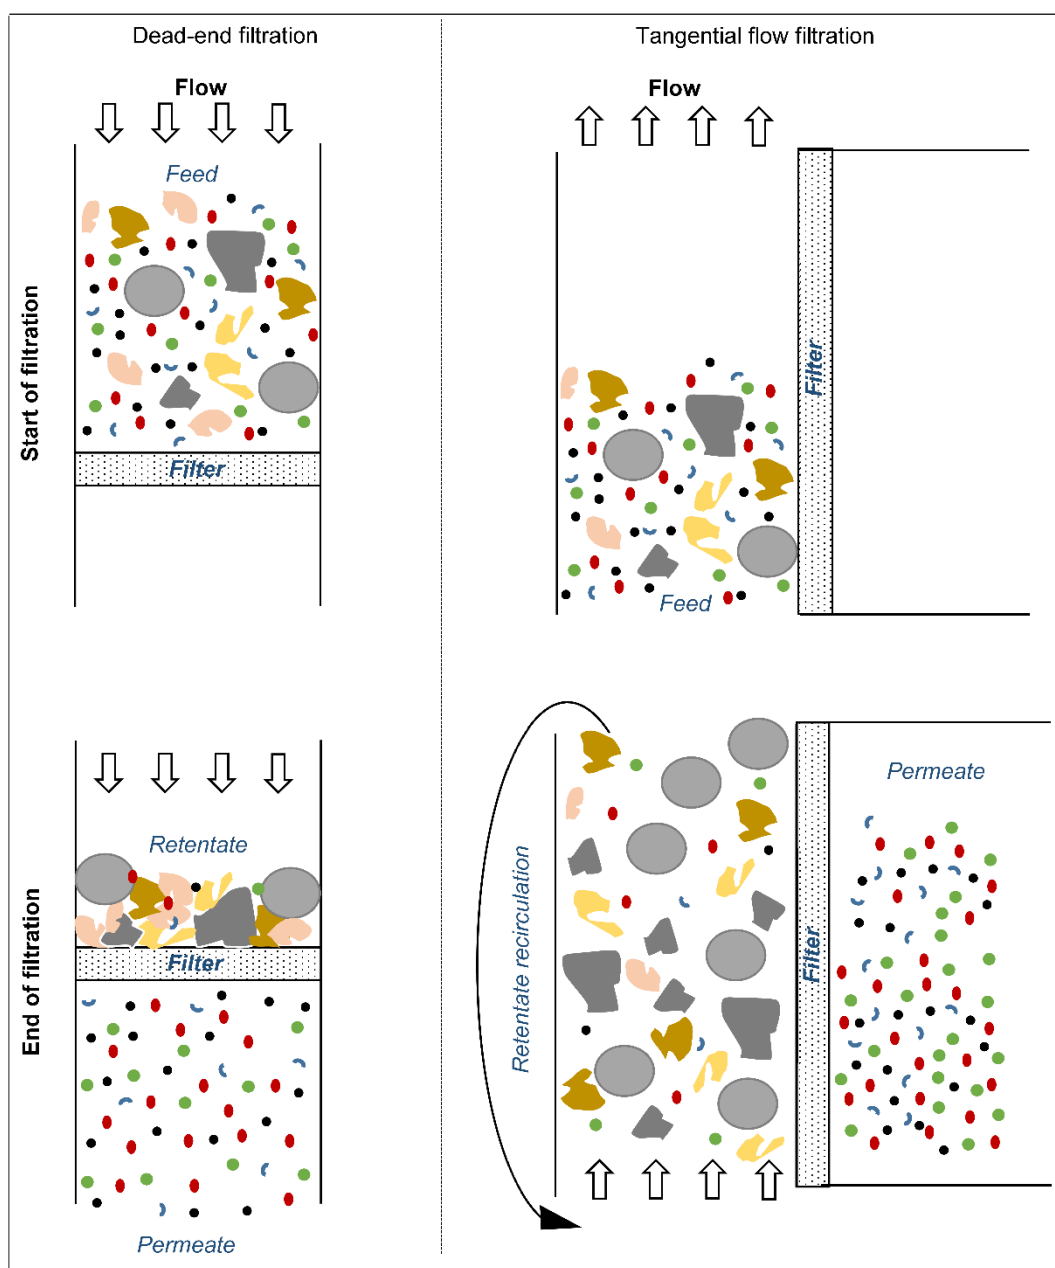 Dead-end filtration
Tangential flow filtration
Flow
Flow
Start of filtration
Feed
Filter
Filter
Feed
End of filtration
Retentate
Filter
Permeate
Retentate recirculation
Filter
Permeate